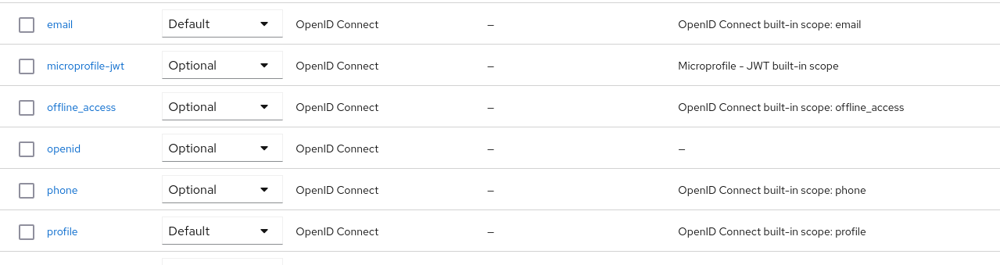 email Default OpenID Connect – OpenID Connect built-in scope: email
microprofile-jwt Optional OpenID Connect – Microprofile - JWT built-in scope
offline_access Optional OpenID Connect – OpenID Connect built-in scope: offline_access
openid Optional OpenID Connect – –
phone Optional OpenID Connect – OpenID Connect built-in scope: phone
profile Default OpenID Connect – OpenID Connect built-in scope: profile